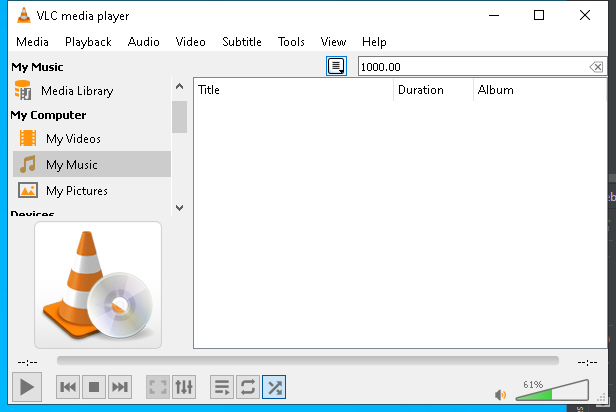 VLC media player
Media Playback Audio Video Subtitle Tools View Help
My Music
1000.00
Media Library
Title Duration Album
My Computer
My Videos
My Music
My Pictures
Devices
--:-- --:--
61%